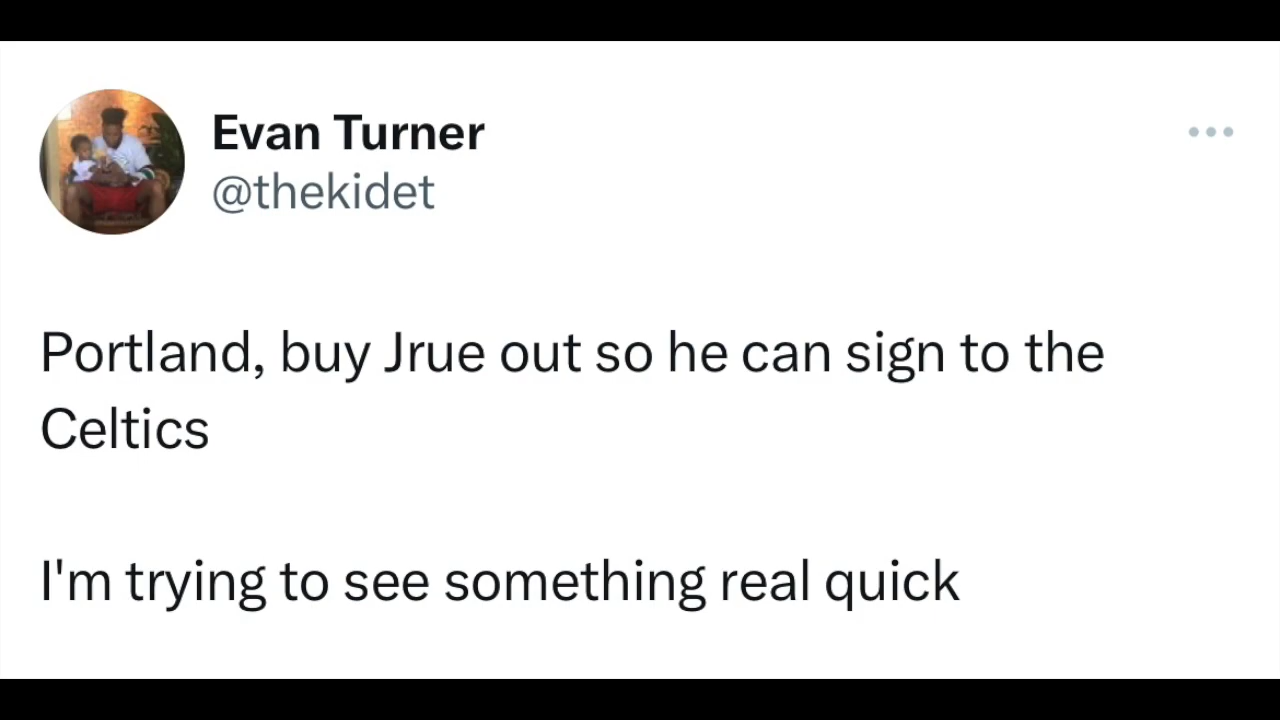 Evan Turner
@thekidet
Portland, buy Jrue out so he can sign to the
Celtics
I'm trying to see something real quick